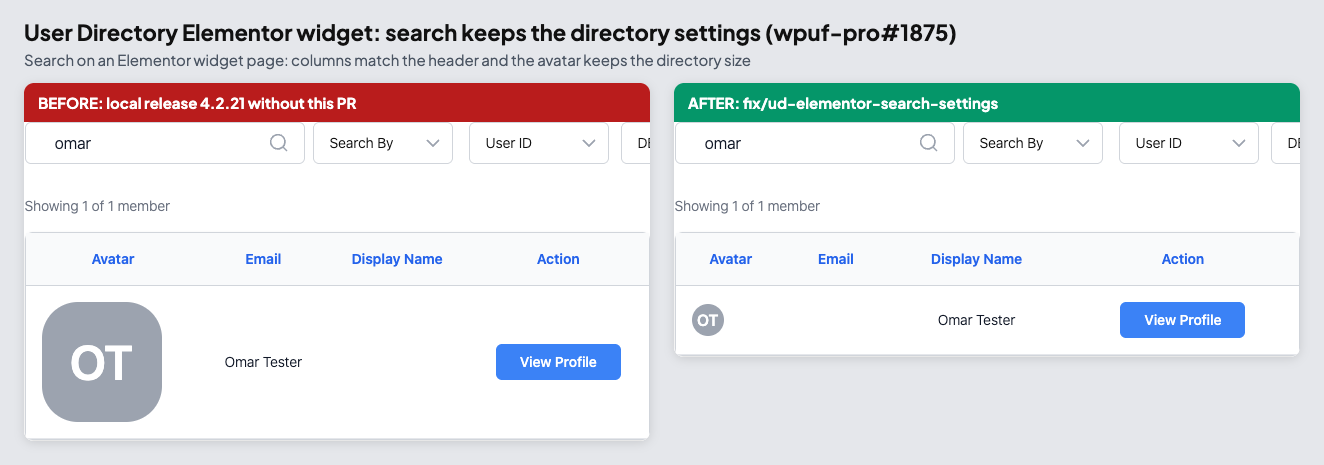 User Directory Elementor widget: search keeps the directory settings (wpuf-pro#1875)
Search on an Elementor widget page: columns match the header and the avatar keeps the directory size
BEFORE: local release 4.2.21 without this PR
omar
Search By
User ID
Showing 1 of 1 member
Avatar
Email
Display Name
Action
OT
Omar Tester
View Profile
AFTER: fix/ud-elementor-search-settings
omar
Search By
User ID
Showing 1 of 1 member
Avatar
Email
Display Name
Action
OT
Omar Tester
View Profile